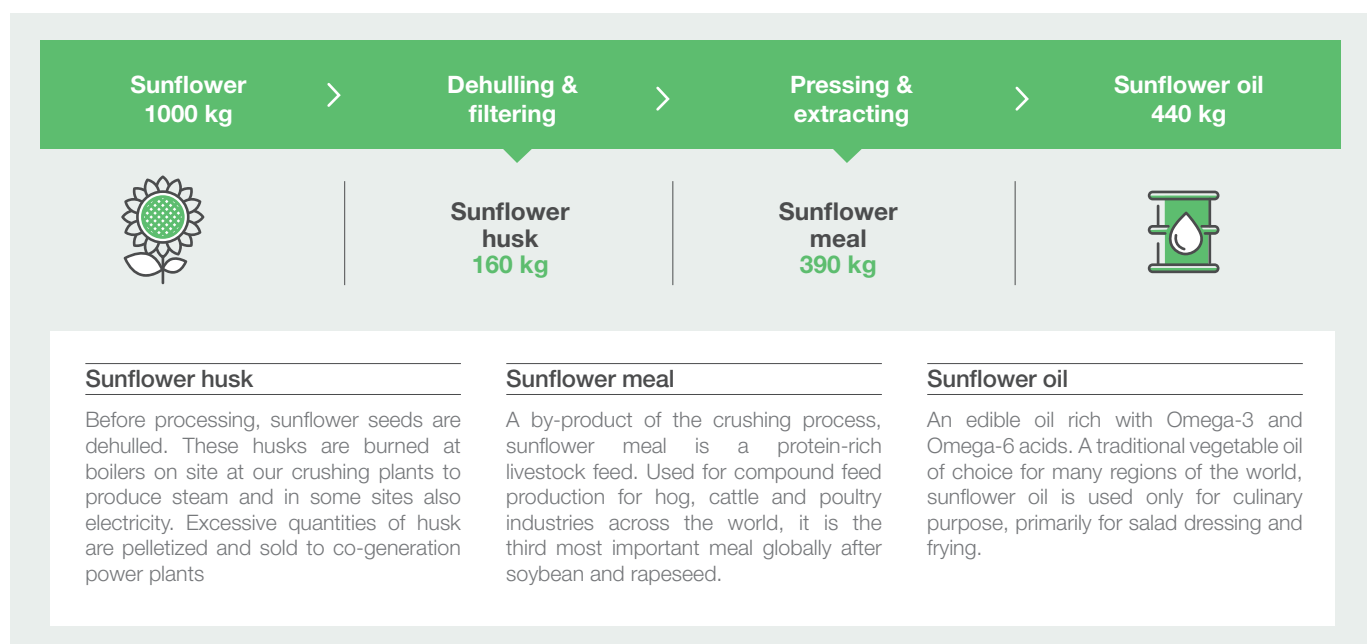 Sunflower
1000 kg
Dehulling &
filtering
Pressing &
extracting
Sunflower oil
440 kg
Sunflower
husk
160 kg
Sunflower
meal
390 kg
Sunflower husk
Before processing, sunflower seeds are
dehulled. These husks are burned at
boilers on site at our crushing plants to
produce steam and in some sites also
electricity. Excessive quantities of husk
are pelletized and sold to co-generation
power plants
Sunflower meal
A by-product of the crushing process,
sunflower meal is a protein-rich
livestock feed. Used for compound feed
production for hog, cattle and poultry
industries across the world, it is the
third most important meal globally after
soybean and rapeseed.
Sunflower oil
An edible oil rich with Omega-3 and
Omega-6 acids. A traditional vegetable oil
of choice for many regions of the world,
sunflower oil is used only for culinary
purpose, primarily for salad dressing and
frying.